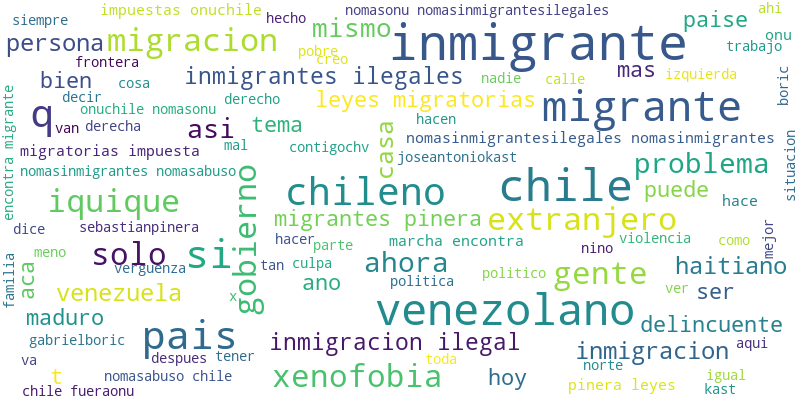 impuestas onuchile
nomasonu nomasinmigrantesilegales
ahi
siempre
hecho
mismo
paise
onu
persona
migracion
pobre
creo
inmigrante
trabajo
frontera
nadie
mas
izquierda
bien
cosa
inmigrantes ilegales
calle
boric
decir
derecho
leyes migratorias
migrante
q
onuchile nomasonu
hacen
van
derecha
asi
tema
casa
nomasinmigrantesilegales nomasinmigrantes
encontra migrante
migratorias impuesta
mal
contigochv
joseantoniokast
problema
situacion
nomasinmigrantes nomasabuso
gobierno
chileno
chile
puede
iquique
hace
migrantes pinera
extranjero
dice
sebastianpinera
hacer
parte
marcha encontra
nino
violencia
como
mejor
solo
si
meno
aca
verguenza
tan
culpa
ahora
politico
gente
haitiano
familia
x
ano
politica
ver
ser
venezuela
venezolano
maduro
delincuente
pais
gabrielboric
inmigracion ilegal
inmigracion
aqui
va
despues
tener
toda
norte
t
nomasabuso chile
xenofobia
hoy
igual
chile fueraonu
pinera leyes
kast